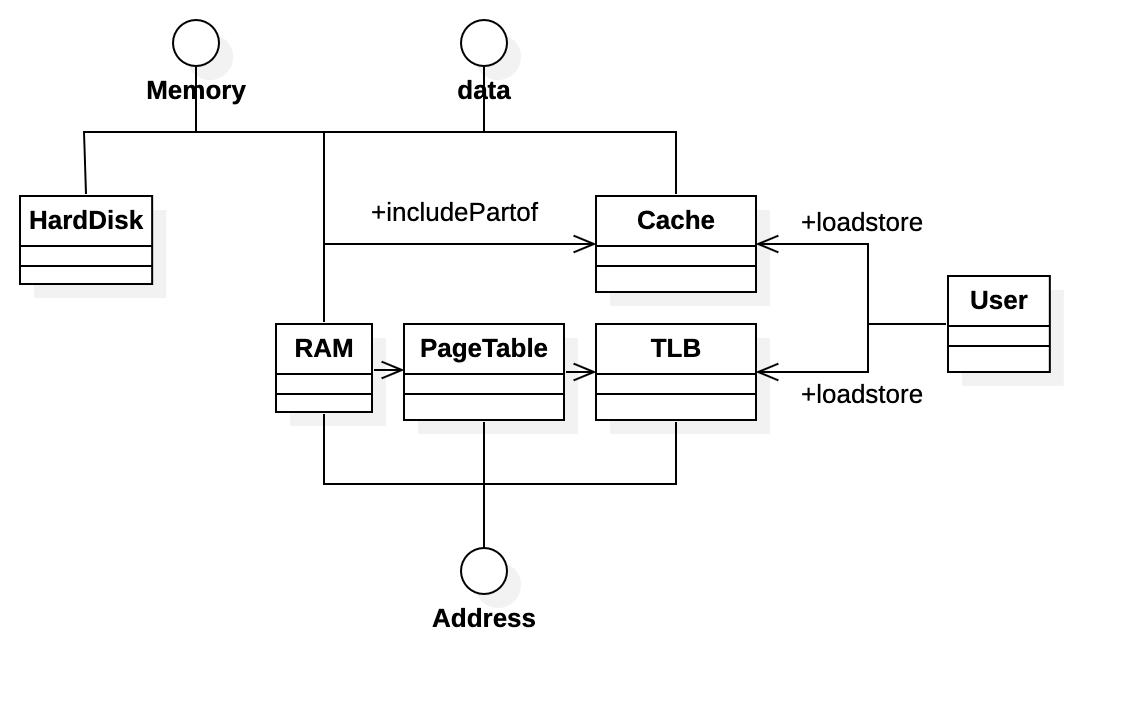 Memory
data
HardDisk
+includePartof
Cache
+loadstore
User
RAM
PageTable
TLB
+loadstore
Address